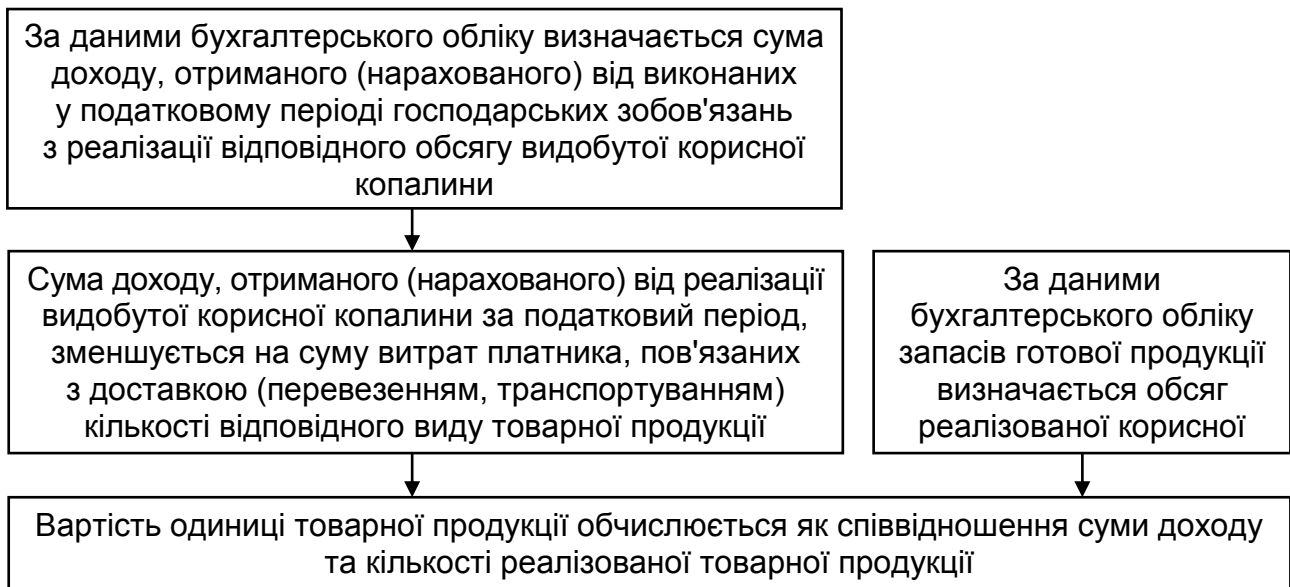 За даними бухгалтерського обліку визначається сума
доходу, отриманого (нарахованого) від виконаних
у податковому періоді господарських зобов'язань
з реалізації відповідного обсягу видобутої корисної
копалини
Сума доходу, отриманого (нарахованого) від реалізації
видобутої корисної копалини за податковий період,
зменшується на суму витрат платника, пов'язаних
з доставкою (перевезенням, транспортуванням)
кількості відповідного виду товарної продукції
За даними
бухгалтерського обліку
запасів готової продукції
визначається обсяг
реалізованої корисної
Вартість одиниці товарної продукції обчислюється як співвідношення суми доходу
та кількості реалізованої товарної продукції